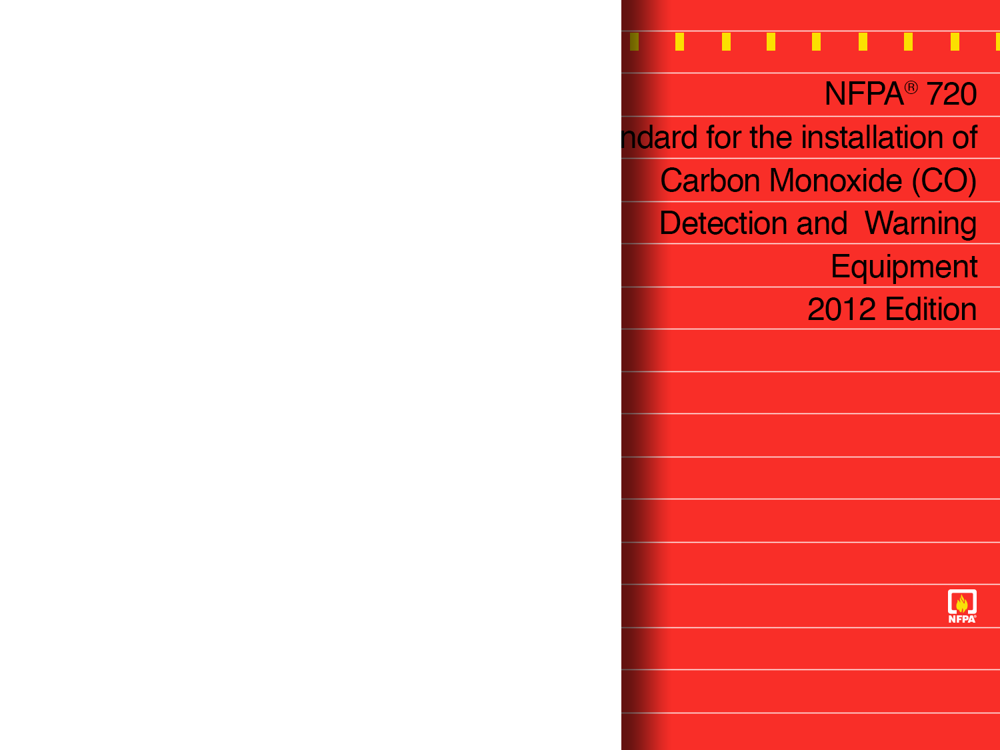 NFPA® 720
ndard for the installation of
Carbon Monoxide (CO)
Detection and Warning
Equipment
2012 Edition
NFPA®